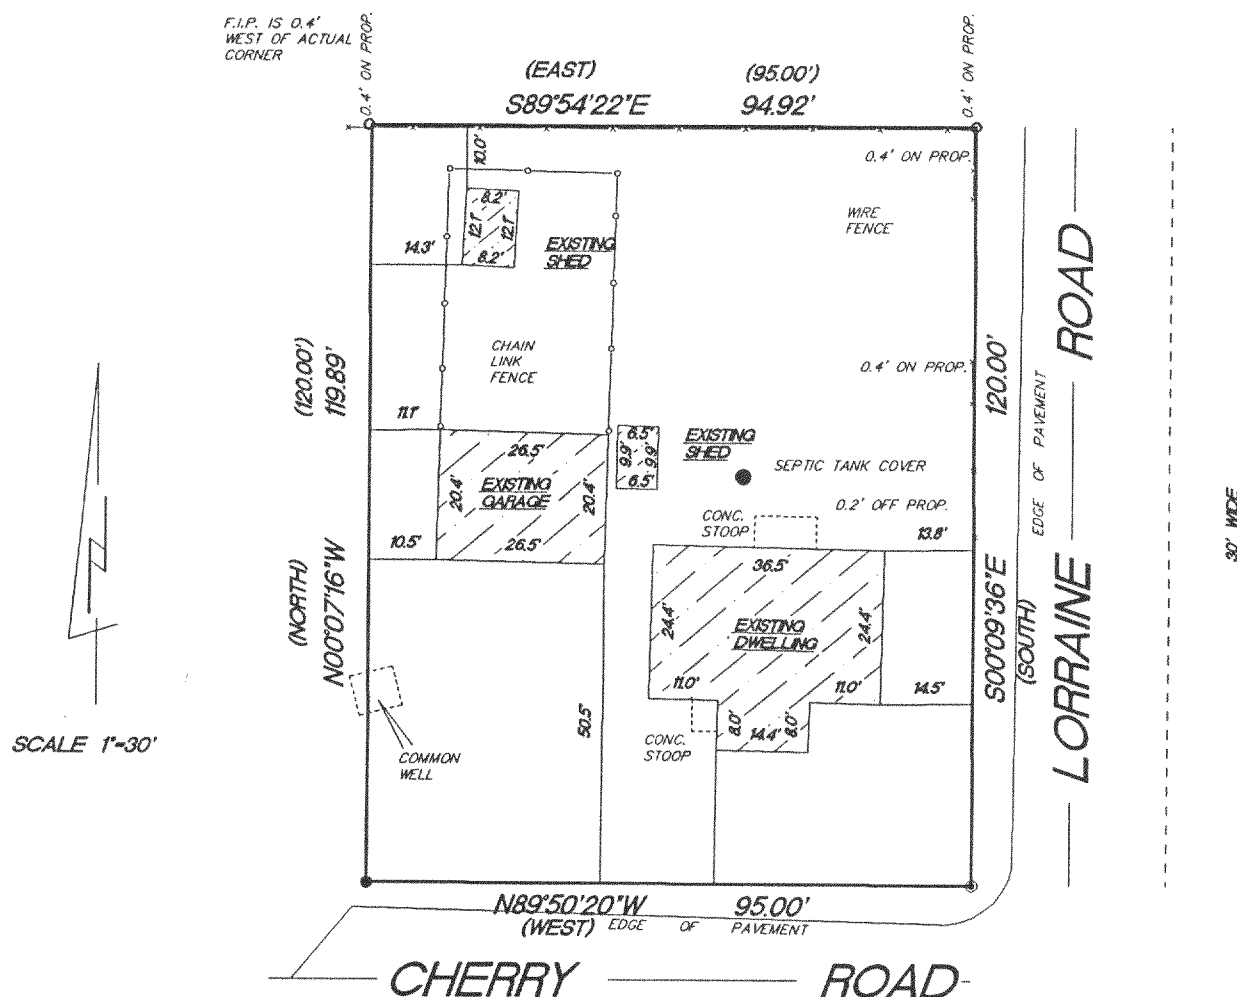 F.I.P. IS 0.4'
WEST OF ACTUAL
CORNER
0.4' ON PROP.
(EAST) (95.00')
S89°54'22"E 94.92'
0.4' ON PROP.
10.0'
0.4' ON PROP.
8.2'
12.1'
12.1'
8.2'
14.3'
EXISTING
SHED
WIRE
FENCE
CHAIN
LINK
FENCE
(120.00')
119.89'
0.4' ON PROP.
120.00'
11.1'
26.5'
20.4'
EXISTING
GARAGE
20.4'
26.5'
10.5'
6.5'
9.9'
9.9'
6.5'
EXISTING
SHED
SEPTIC TANK COVER
0.2' OFF PROP.
CONC.
STOOP
13.8'
36.5'
24.4'
EXISTING
DWELLING
24.4'
11.0'
11.0'
14.5'
8.0'
14.4'
8.0'
CONC.
STOOP
50.5'
(NORTH)
N00°07'16"W
COMMON
WELL
S00°09'36"E
(SOUTH)
EDGE OF PAVEMENT
LORRAINE ROAD
30' WIDE
SCALE 1"=30'
N89°50'20"W 95.00'
(WEST) EDGE OF PAVEMENT
CHERRY ROAD